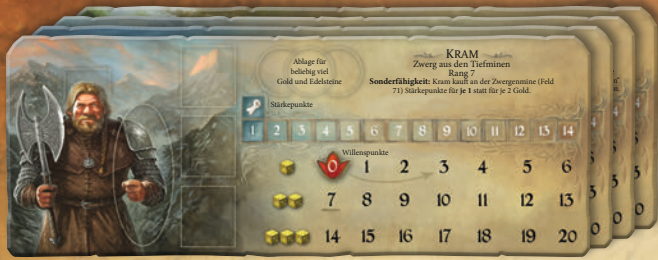 Ablage für
beliebig viel
Gold und Edelsteine
KRAM
Zwerg aus den Tiefminen
Rang 7
Sonderfähigkeit: Kram kauft an der Zwergenmine (Feld
71) Stärkepunkte für je 1 statt für je 2 Gold.
Stärkepunkte
1 2 3 4 5 6 7 8 9 10 11 12 13 14
Willenspunkte
0 1 2 3 4 5 6
7 8 9 10 11 12 13
14 15 16 17 18 19 20